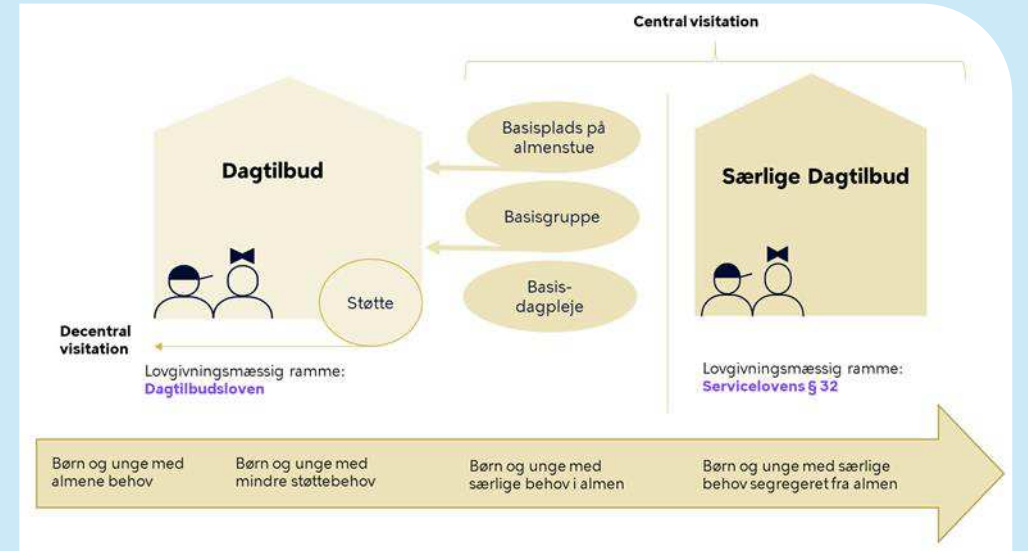 Central visitation
Dagtilbud
Støtte
Decentral
visitation
Lovgivningsmæssig ramme:
Dagtilbudsloven
Basisplads på
almenstue
Basisgruppe
Basis-
dagpleje
Særlige Dagtilbud
Lovgivningsmæssig ramme:
Servicelovens § 32
Børn og unge med
almene behov
Børn og unge med
mindre støttebehov
Børn og unge med
særlige behov i almen
Børn og unge med særlige
behov segregeret fra almen